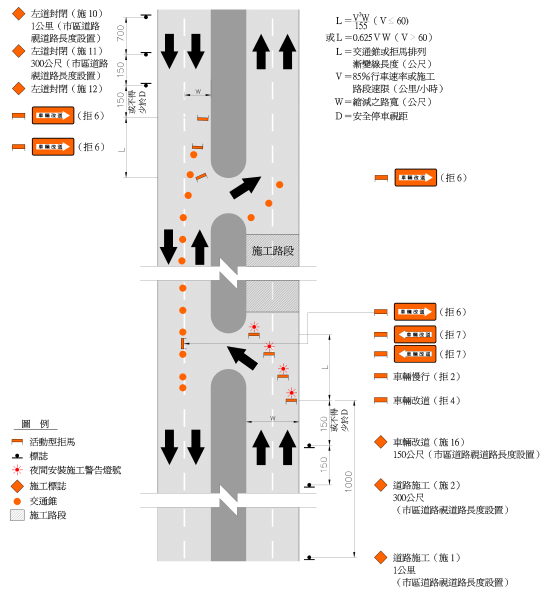 左道封閉（施 10）
1公里（市區道路
視道路長度設置）
左道封閉（施 11）
300公尺（市區道路
視道路長度設置）
左道封閉（施 12）
車輛改道
（拒 6）
車輛改道
（拒 6）
700
150
150
或不得
少於D
L
W
L＝V²W/155（V≤ 60)
或 L＝0.625 V W（V＞ 60)
L＝交通錐或拒馬排列
漸變線長度（公尺）
V＝85%行車速率或施工
路段速限（公里/小時）
W＝縮減之路寬（公尺）
D＝安全停車視距
車輛改道
（拒 6）
施工路段
車輛改道
（拒 6）
車輛改道
（拒 7）
車輛改道
（拒 7）
車輛慢行（拒 2）
車輛改道（拒 4）
車輛改道（施 16）
150公尺（市區道路視道路長度設置）
道路施工（施 2）
300公尺
（市區道路視道路長度設置）
道路施工（施 1）
1公里
（市區道路視道路長度設置）
L
150
或不得
少於D
W
150
1000
圖 例
活動型拒馬
標誌
夜間安裝施工警告燈號
施工標誌
交通錐
施工路段